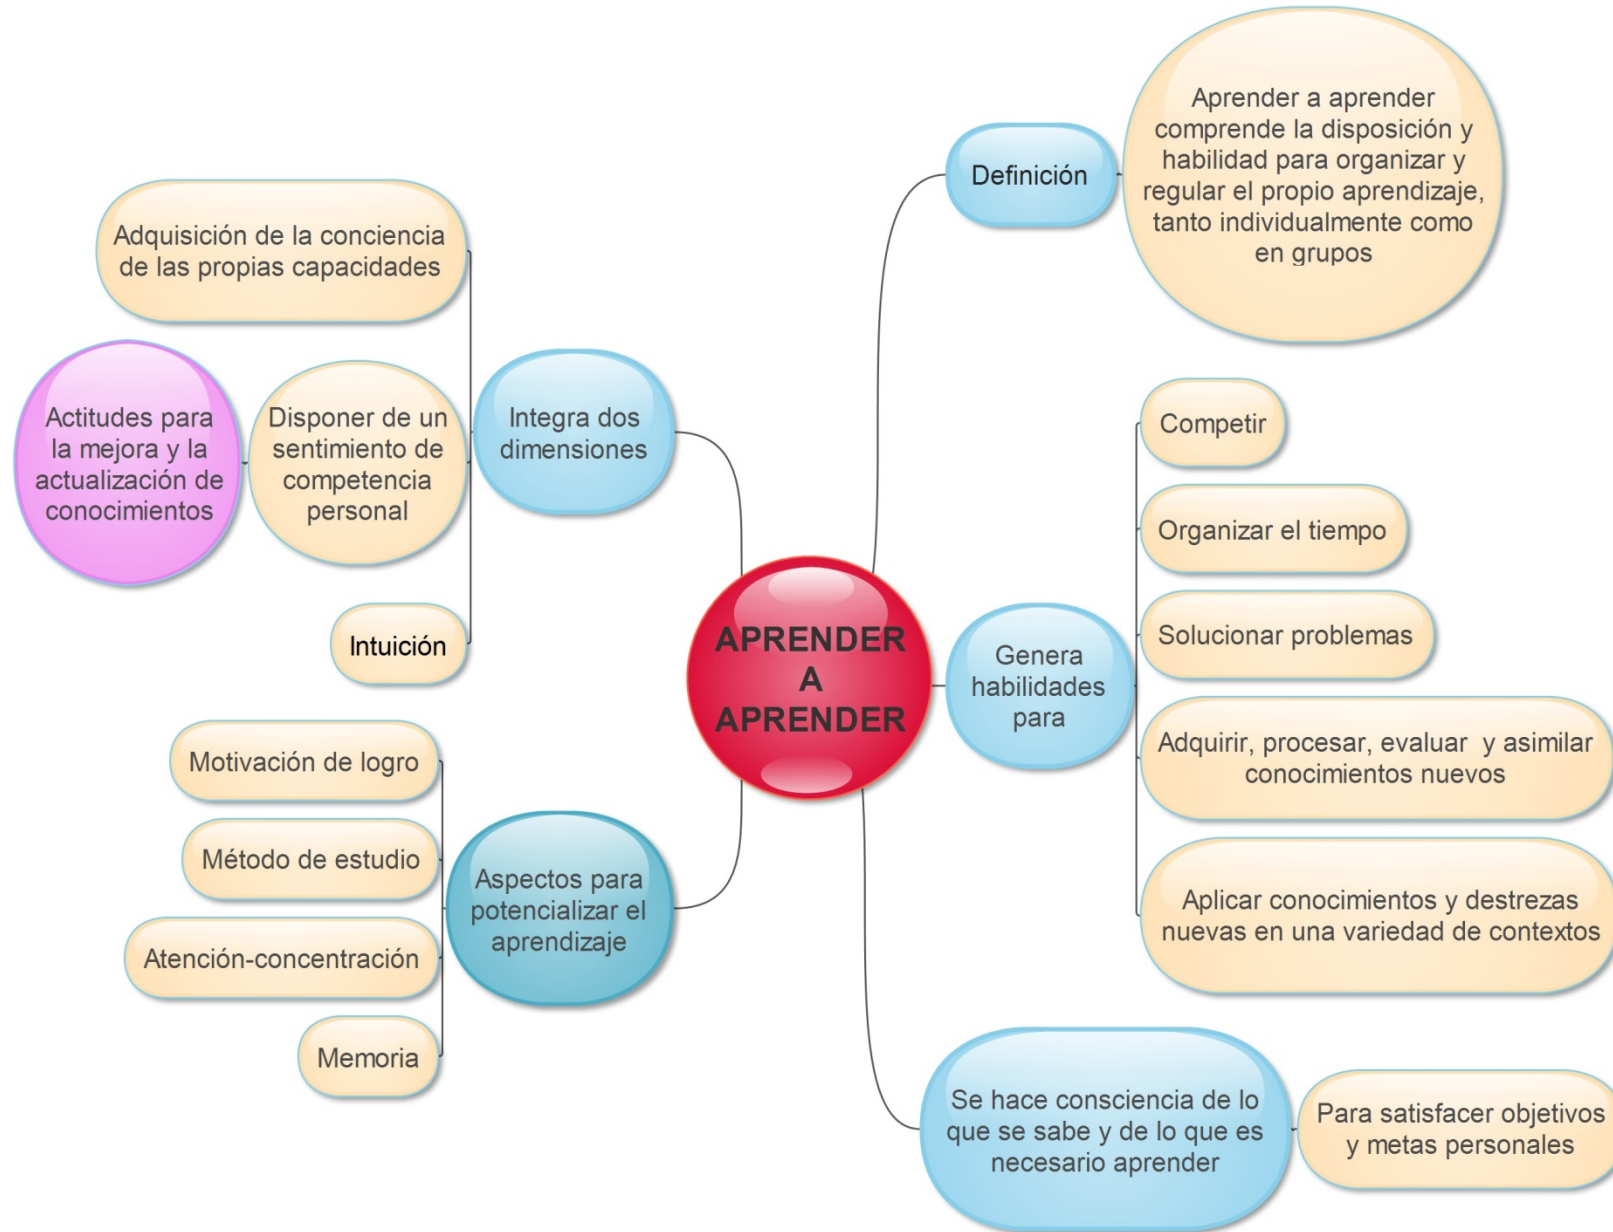 APRENDER
A
APRENDER
Definición
Aprender a aprender
comprende la disposición y
habilidad para organizar y
regular el propio aprendizaje,
tanto individualmente como
en grupos
Genera
habilidades
para
Competir
Organizar el tiempo
Solucionar problemas
Adquirir, procesar, evaluar  y asimilar
conocimientos nuevos
Aplicar conocimientos y destrezas
nuevas en una variedad de contextos
Se hace consciencia de lo
que se sabe y de lo que es
necesario aprender
Para satisfacer objetivos
y metas personales
Integra dos
dimensiones
Adquisición de la conciencia
de las propias capacidades
Disponer de un
sentimiento de
competencia
personal
Actitudes para
la mejora y la
actualización de
conocimientos
Intuición
Aspectos para
potencializar el
aprendizaje
Motivación de logro
Método de estudio
Atención-concentración
Memoria